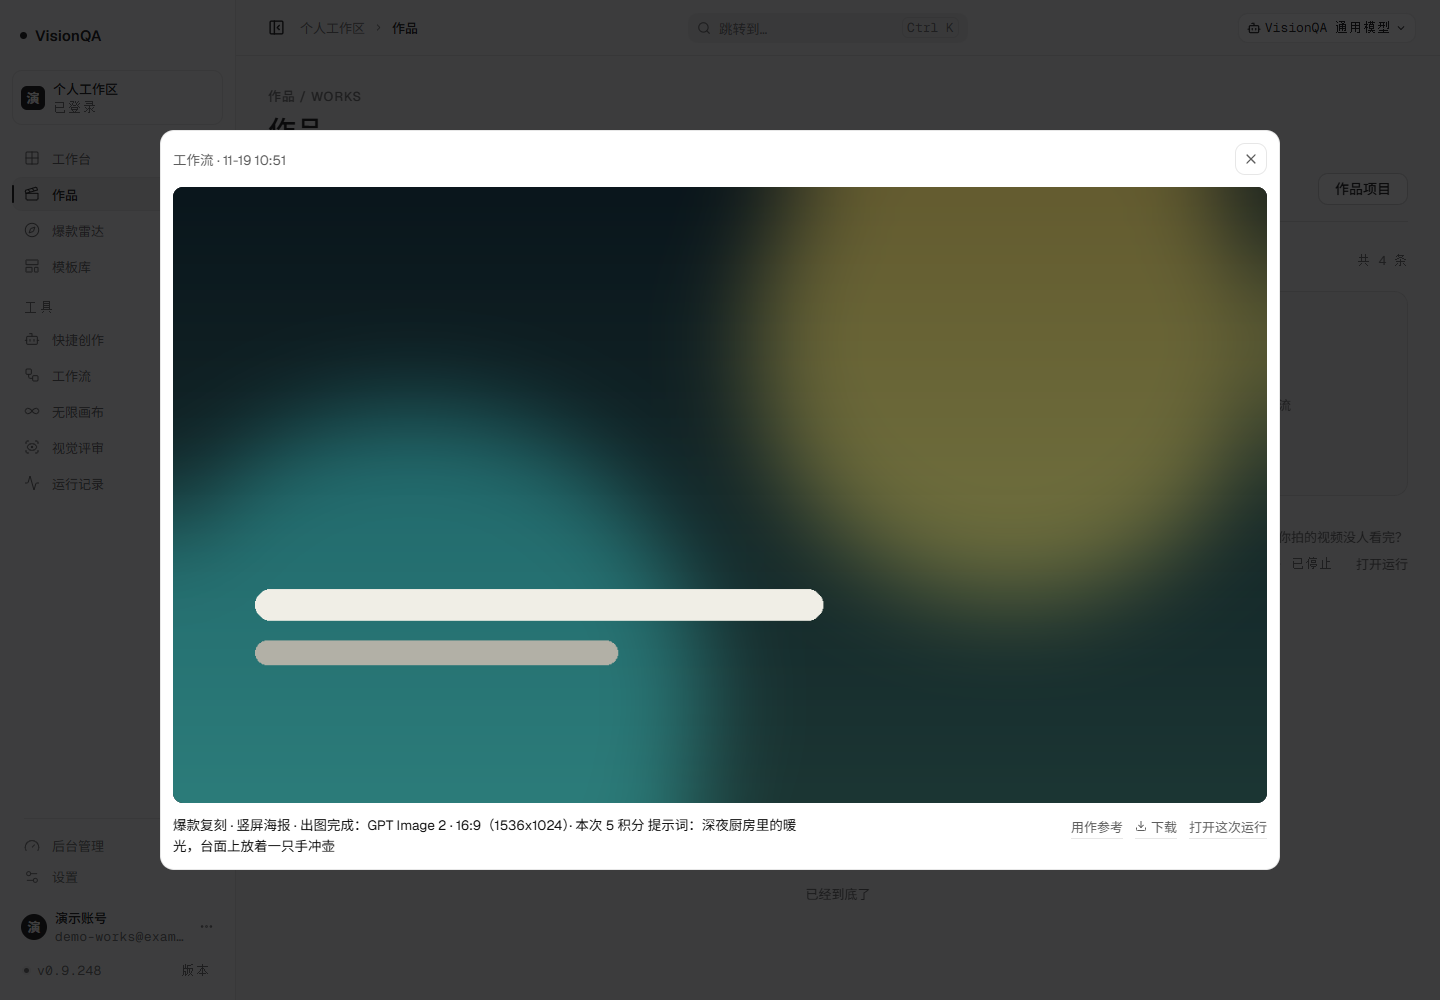 VisionQA
演
个人工作区
已登录
工作台
作品
爆款雷达
模板库
工具
快捷创作
工作流
无限画布
视觉评审
运行记录
后台管理
设置
演
演示账号
demo-works@exam…
v0.9.248
版本
个人工作区 › 作品
跳转到…
Ctrl K
VisionQA 通用模型
作品 / WORKS
作品
作品项目
共 4 条
流
你拍的视频没人看完?
已停止
打开运行
已经到底了
工作流 · 11-19 10:51
爆款复刻 · 竖屏海报 · 出图完成：GPT Image 2 · 16:9（1536x1024）· 本次 5 积分 提示词：深夜厨房里的暖
光，台面上放着一只手冲壶
用作参考
下载
打开这次运行